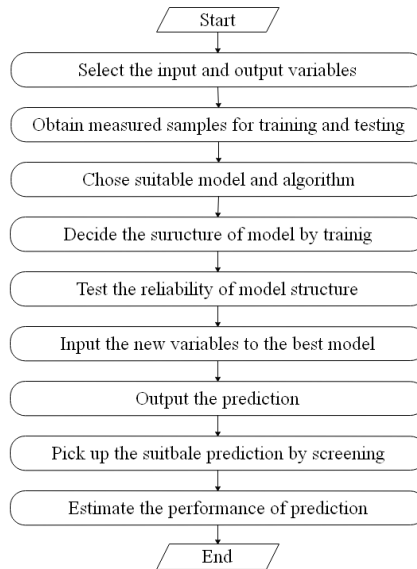 Start
Select the input and output variables
Obtain measured samples for training and testing
Chose suitable model and algorithm
Decide the suructure of model by trainig
Test the reliability of model structure
Input the new variables to the best model
Output the prediction
Pick up the suitbale prediction by screening
Estimate the performance of prediction
End